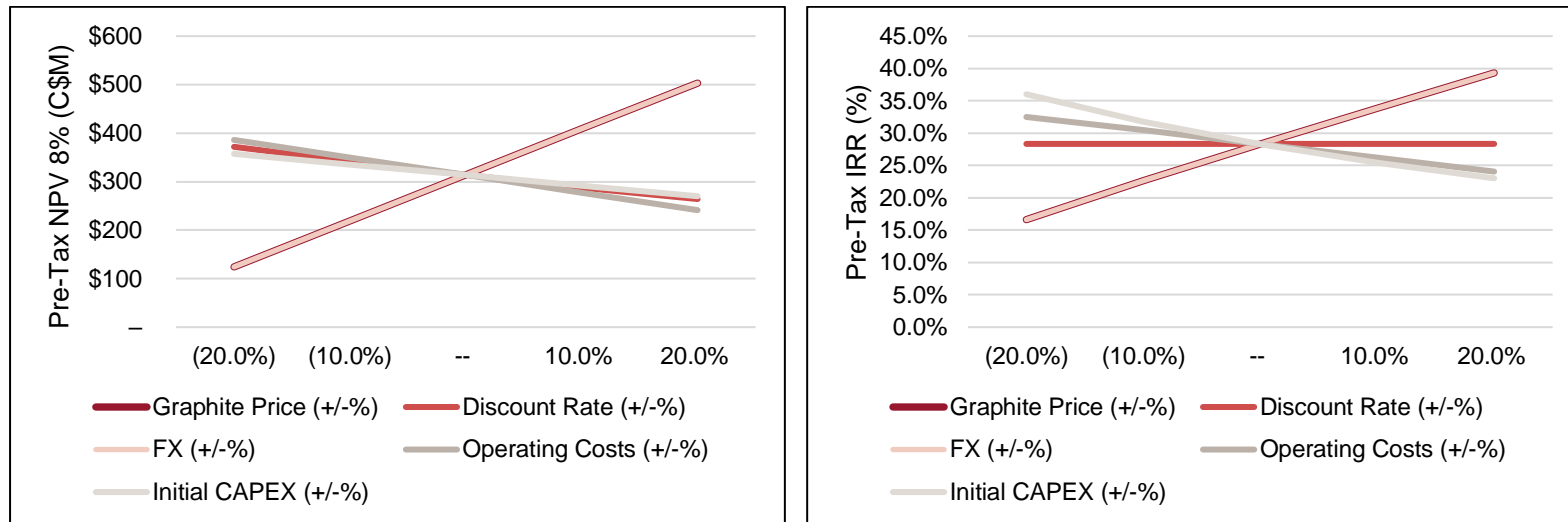 Pre-Tax NPV 8% (C$M)
$600
$500
$400
$300
$200
$100
–
(20.0%) (10.0%) -- 10.0% 20.0%
Graphite Price (+/-%) Discount Rate (+/-%)
FX (+/-%) Operating Costs (+/-%)
Initial CAPEX (+/-%)
Pre-Tax IRR (%)
45.0%
40.0%
35.0%
30.0%
25.0%
20.0%
15.0%
10.0%
5.0%
0.0%
(20.0%) (10.0%) -- 10.0% 20.0%
Graphite Price (+/-%) Discount Rate (+/-%)
FX (+/-%) Operating Costs (+/-%)
Initial CAPEX (+/-%)